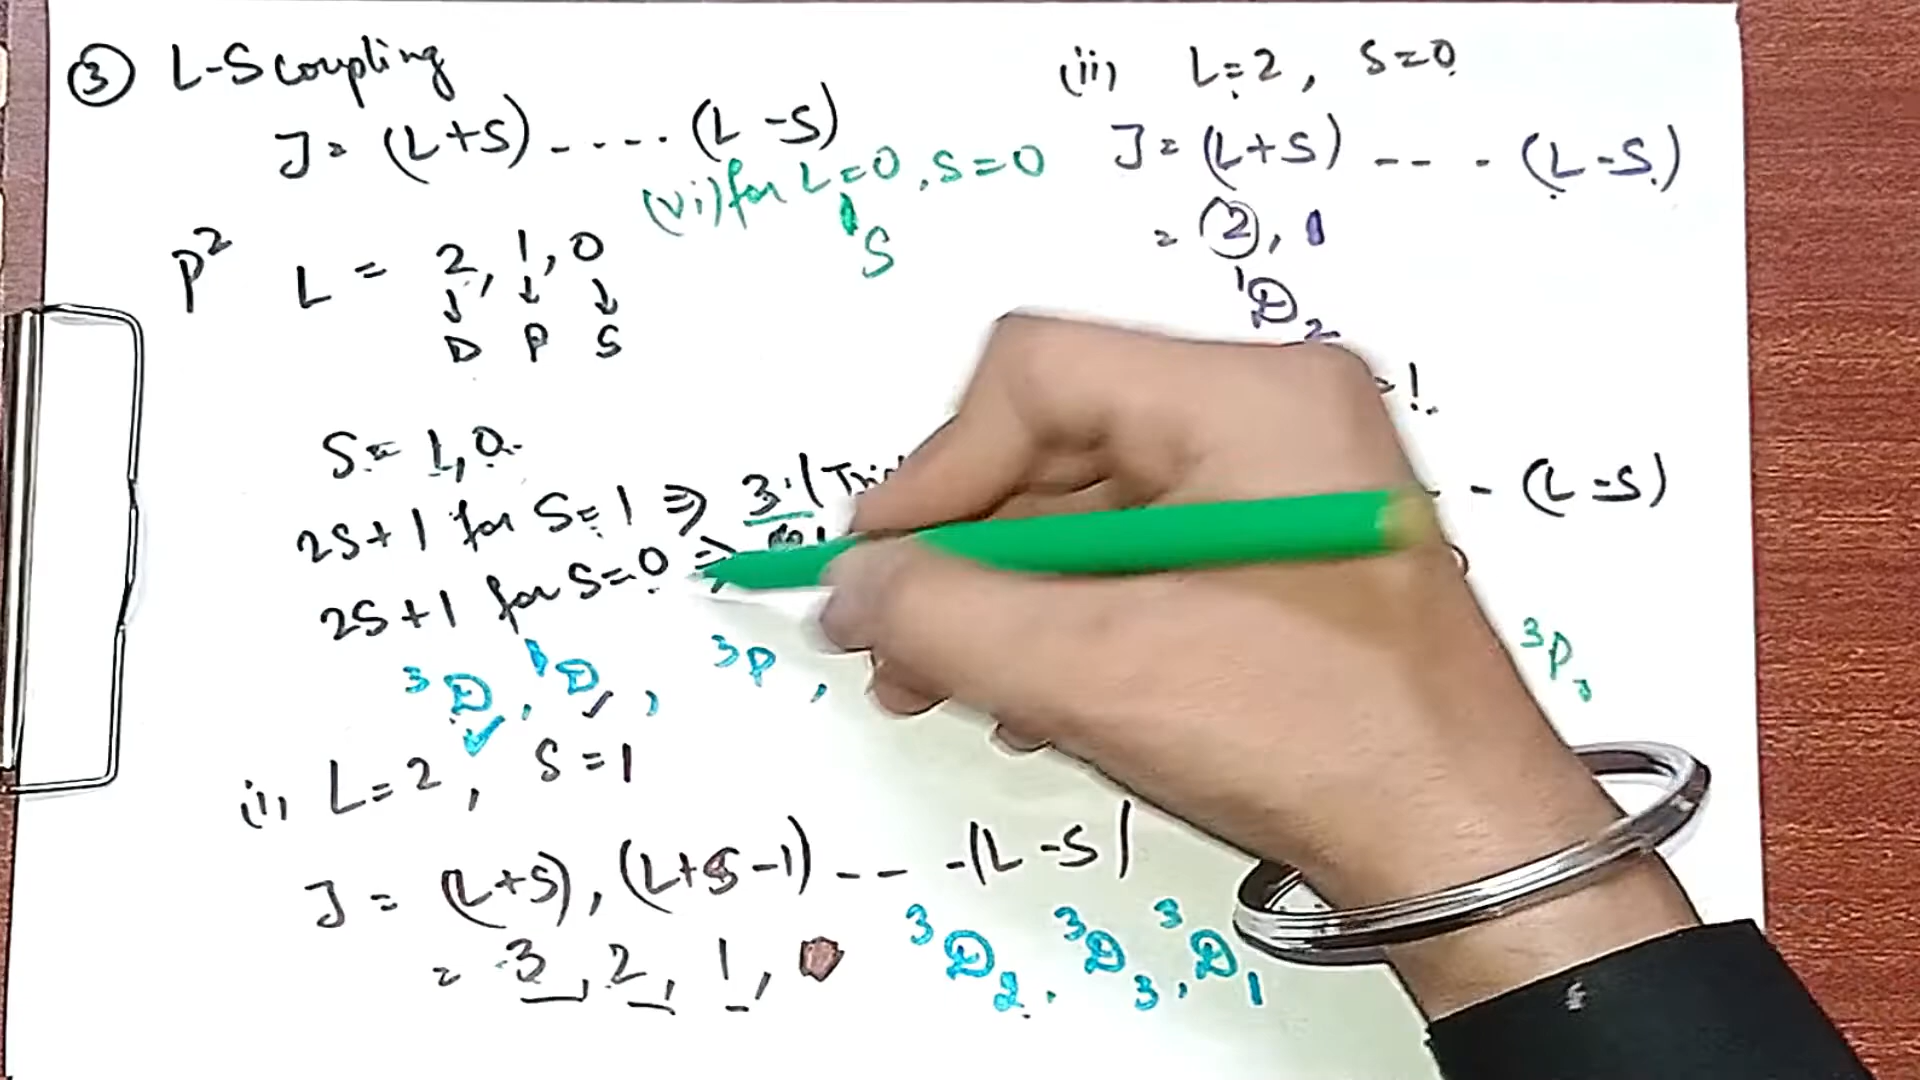 ③ L-S coupling
J = (L+S) - - - - . (L - S)
(vi) for L=0, S=0
¹S
P² L = 2, 1, 0
↓ ↓ ↓
D P S
S = 1, 0.
2S+1 for S=1 ⇒ 3
2S+1 for S=0 ⇒
³D, ¹D, ³P,
(i) L=2, S=1
J = (L+S), (L+S-1) - - - |L-S|
= 3, 2, 1,
³D₂, ³D₃, ³D₁
(ii) L=2, S=0
J = (L+S) - - - (L-S)
= ②, 1
¹D₂
=1.
- - (L-S)
³P,